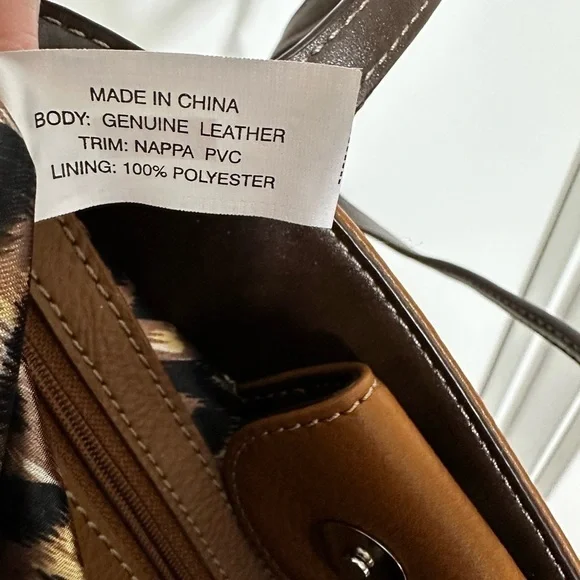 MADE IN CHINA
BODY: GENUINE LEATHER
TRIM: NAPPA PVC
LINING: 100% POLYESTER